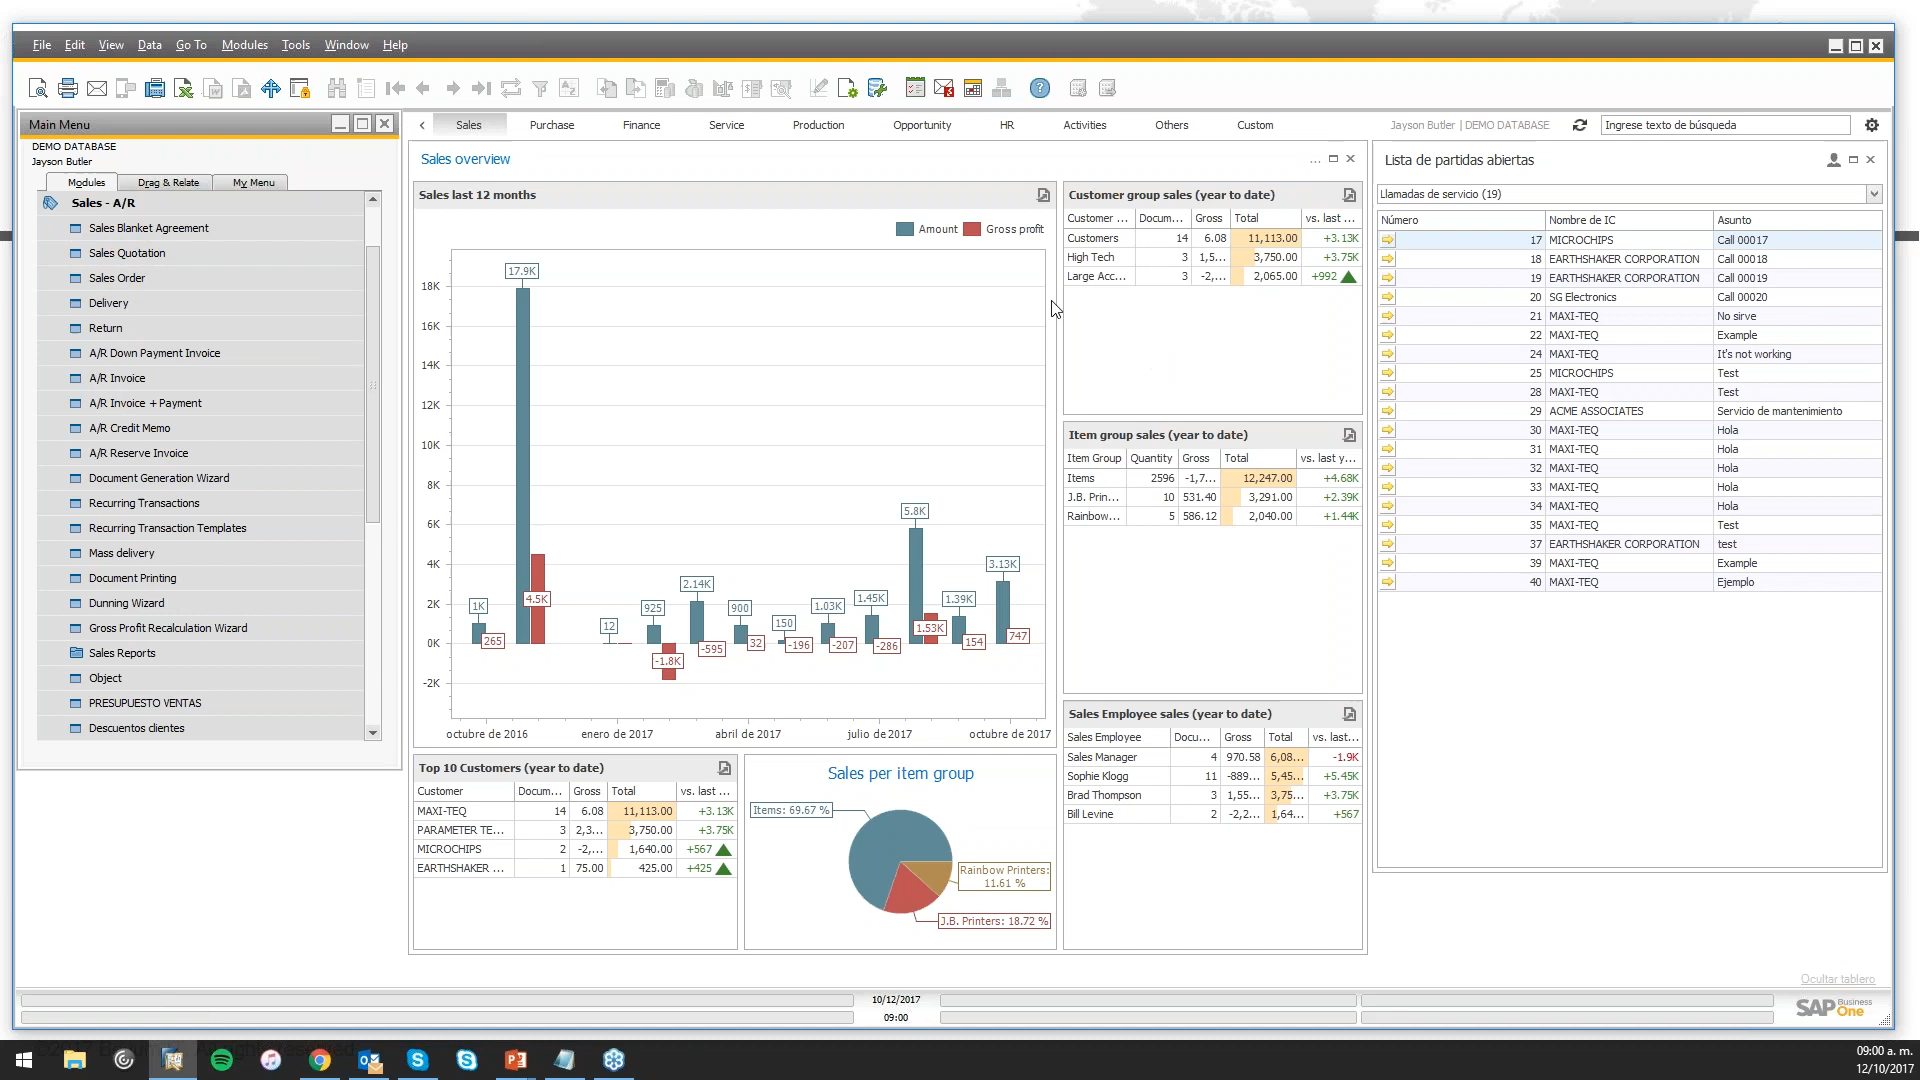 File Edit View Data Go To Modules Tools Window Help
Main Menu
DEMO DATABASE
Jayson Butler
Modules Drag & Relate My Menu
Sales - A/R
Sales Blanket Agreement
Sales Quotation
Sales Order
Delivery
Return
A/R Down Payment Invoice
A/R Invoice
A/R Invoice + Payment
A/R Credit Memo
A/R Reserve Invoice
Document Generation Wizard
Recurring Transactions
Recurring Transaction Templates
Mass delivery
Document Printing
Dunning Wizard
Gross Profit Recalculation Wizard
Sales Reports
Object
PRESUPUESTO VENTAS
Descuentos clientes
Sales Purchase Finance Service Production Opportunity HR Activities Others Custom
Jayson Butler | DEMO DATABASE
Ingrese texto de búsqueda
Sales overview
...
Sales last 12 months
Amount Gross profit
18K
16K
14K
12K
10K
8K
6K
4K
2K
0K
-2K
1K
265
17.9K
4.5K
12
925
-1.8K
2.14K
-595
900
32
150
-196
1.03K
-207
1.45K
-286
5.8K
1.53K
1.39K
154
3.13K
747
octubre de 2016 enero de 2017 abril de 2017 julio de 2017 octubre de 2017
Top 10 Customers (year to date)
Customer Docum... Gross Total vs. last ...
MAXI-TEQ 14 6.08 11,113.00 +3.13K
PARAMETER TE... 3 2,3... 3,750.00 +3.75K
MICROCHIPS 2 -2,... 1,640.00 +567
EARTHSHAKER ... 1 75.00 425.00 +425
Sales per item group
Items: 69.67 %
Rainbow Printers:
11.61 %
J.B. Printers: 18.72 %
Customer group sales (year to date)
Customer ... Docum... Gross Total vs. last ...
Customers 14 6.08 11,113.00 +3.13K
High Tech 3 1,5... 3,750.00 +3.75K
Large Acc... 3 -2,... 2,065.00 +992
Item group sales (year to date)
Item Group Quantity Gross Total vs. last y...
Items 2596 -1,7... 12,247.00 +4.68K
J.B. Prin... 10 531.40 3,291.00 +2.39K
Rainbow... 5 586.12 2,040.00 +1.44K
Sales Employee sales (year to date)
Sales Employee Docu... Gross Total vs. last...
Sales Manager 4 970.58 6,08... -1.9K
Sophie Klogg 11 -889... 5,45... +5.45K
Brad Thompson 3 1,55... 3,75... +3.75K
Bill Levine 2 -2,2... 1,64... +567
Lista de partidas abiertas
Llamadas de servicio (19)
Número Nombre de IC Asunto
17 MICROCHIPS Call 00017
18 EARTHSHAKER CORPORATION Call 00018
19 EARTHSHAKER CORPORATION Call 00019
20 SG Electronics Call 00020
21 MAXI-TEQ No sirve
22 MAXI-TEQ Example
24 MAXI-TEQ It's not working
25 MICROCHIPS Test
28 MAXI-TEQ Test
29 ACME ASSOCIATES Servicio de mantenimiento
30 MAXI-TEQ Hola
31 MAXI-TEQ Hola
32 MAXI-TEQ Hola
33 MAXI-TEQ Hola
34 MAXI-TEQ Hola
35 MAXI-TEQ Test
37 EARTHSHAKER CORPORATION test
39 MAXI-TEQ Example
40 MAXI-TEQ Ejemplo
Ocultar tablero
10/12/2017
09:00
SAP Business One
09:00 a. m.
12/10/2017